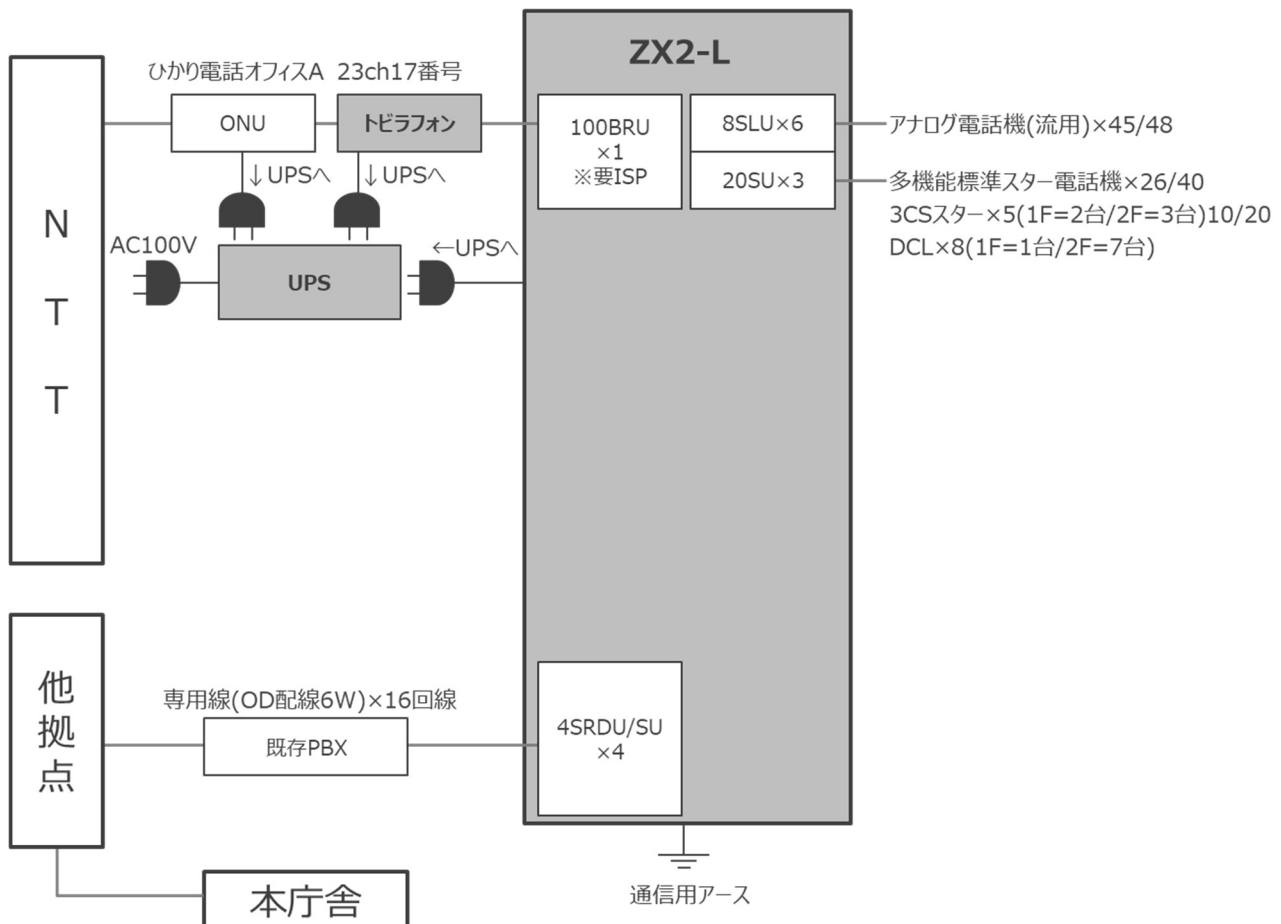 ZX2-L
ひかり電話オフィスA 23ch17番号
ONU
トビラフォン
100BRU
×1
※要ISP
8SLU×6
アナログ電話機(流用)×45/48
20SU×3
多機能標準スター電話機×26/40
3CSスター×5(1F=2台/2F=3台)10/20
DCL×8(1F=1台/2F=7台)
↓UPSへ
↓UPSへ
AC100V
UPS
←UPSへ
N
T
T
他
拠
点
専用線(OD配線6W)×16回線
既存PBX
4SRDU/SU
×4
通信用アース
本庁舎